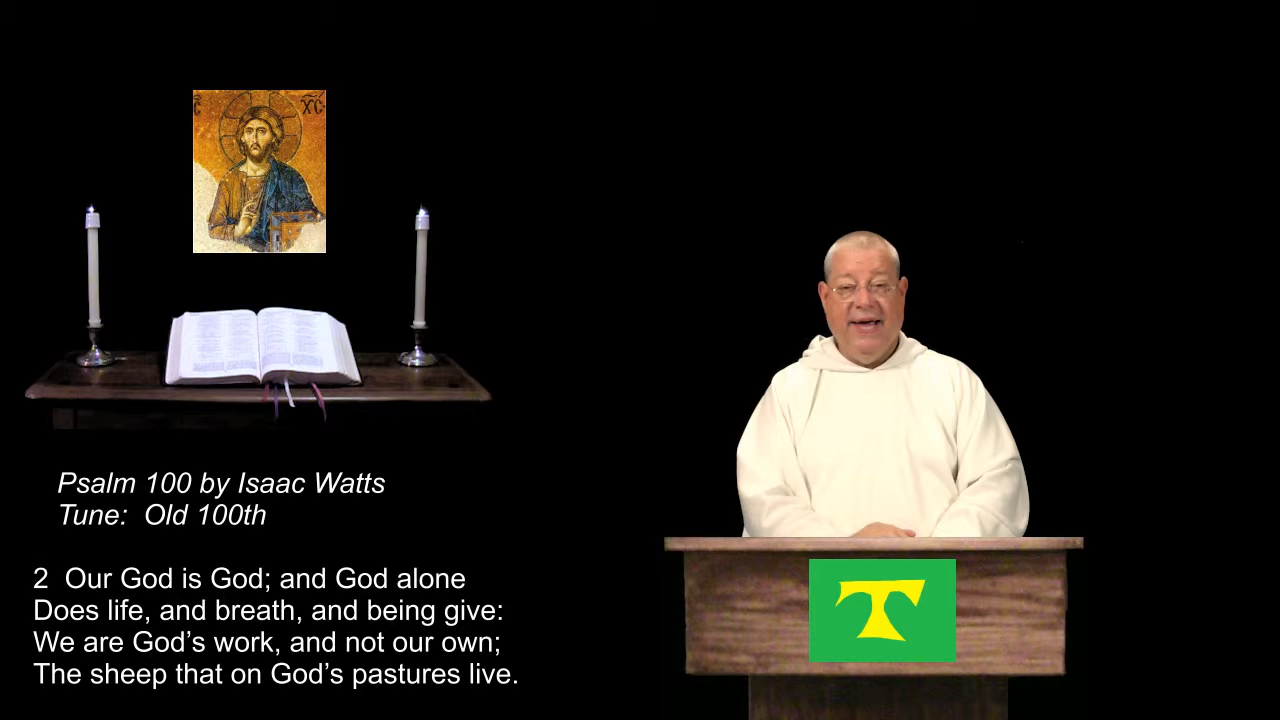 ΧC
Psalm 100 by Isaac Watts
Tune: Old 100th
2 Our God is God; and God alone
Does life, and breath, and being give:
We are God’s work, and not our own;
The sheep that on God’s pastures live.
T